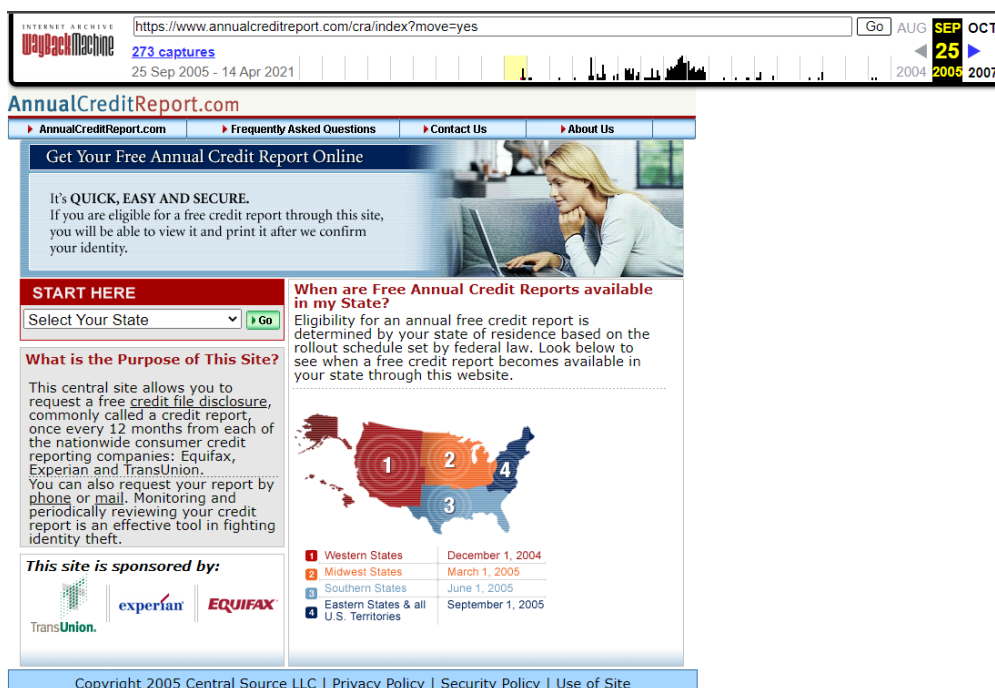 INTERNET ARCHIVE
WayBackMachine
https://www.annualcreditreport.com/cra/index?move=yes
Go
AUG SEP OCT
273 captures
25
25 Sep 2005 - 14 Apr 2021
2004 2005 2007
AnnualCreditReport.com
AnnualCreditReport.com
Frequently Asked Questions
Contact Us
About Us
Get Your Free Annual Credit Report Online
It's QUICK, EASY AND SECURE.
If you are eligible for a free credit report through this site,
you will be able to view it and print it after we confirm
your identity.
START HERE
Select Your State
Go
What is the Purpose of This Site?
This central site allows you to
request a free credit file disclosure,
commonly called a credit report,
once every 12 months from each of
the nationwide consumer credit
reporting companies: Equifax,
Experian and TransUnion.
You can also request your report by
phone or mail. Monitoring and
periodically reviewing your credit
report is an effective tool in fighting
identity theft.
This site is sponsored by:
TransUnion.
experian
EQUIFAX
When are Free Annual Credit Reports available
in my State?
Eligibility for an annual free credit report is
determined by your state of residence based on the
rollout schedule set by federal law. Look below to
see when a free credit report becomes available in
your state through this website.
1
2
3
4
1 Western States December 1, 2004
2 Midwest States March 1, 2005
3 Southern States June 1, 2005
4 Eastern States & all September 1, 2005
U.S. Territories
Copyright 2005 Central Source LLC | Privacy Policy | Security Policy | Use of Site